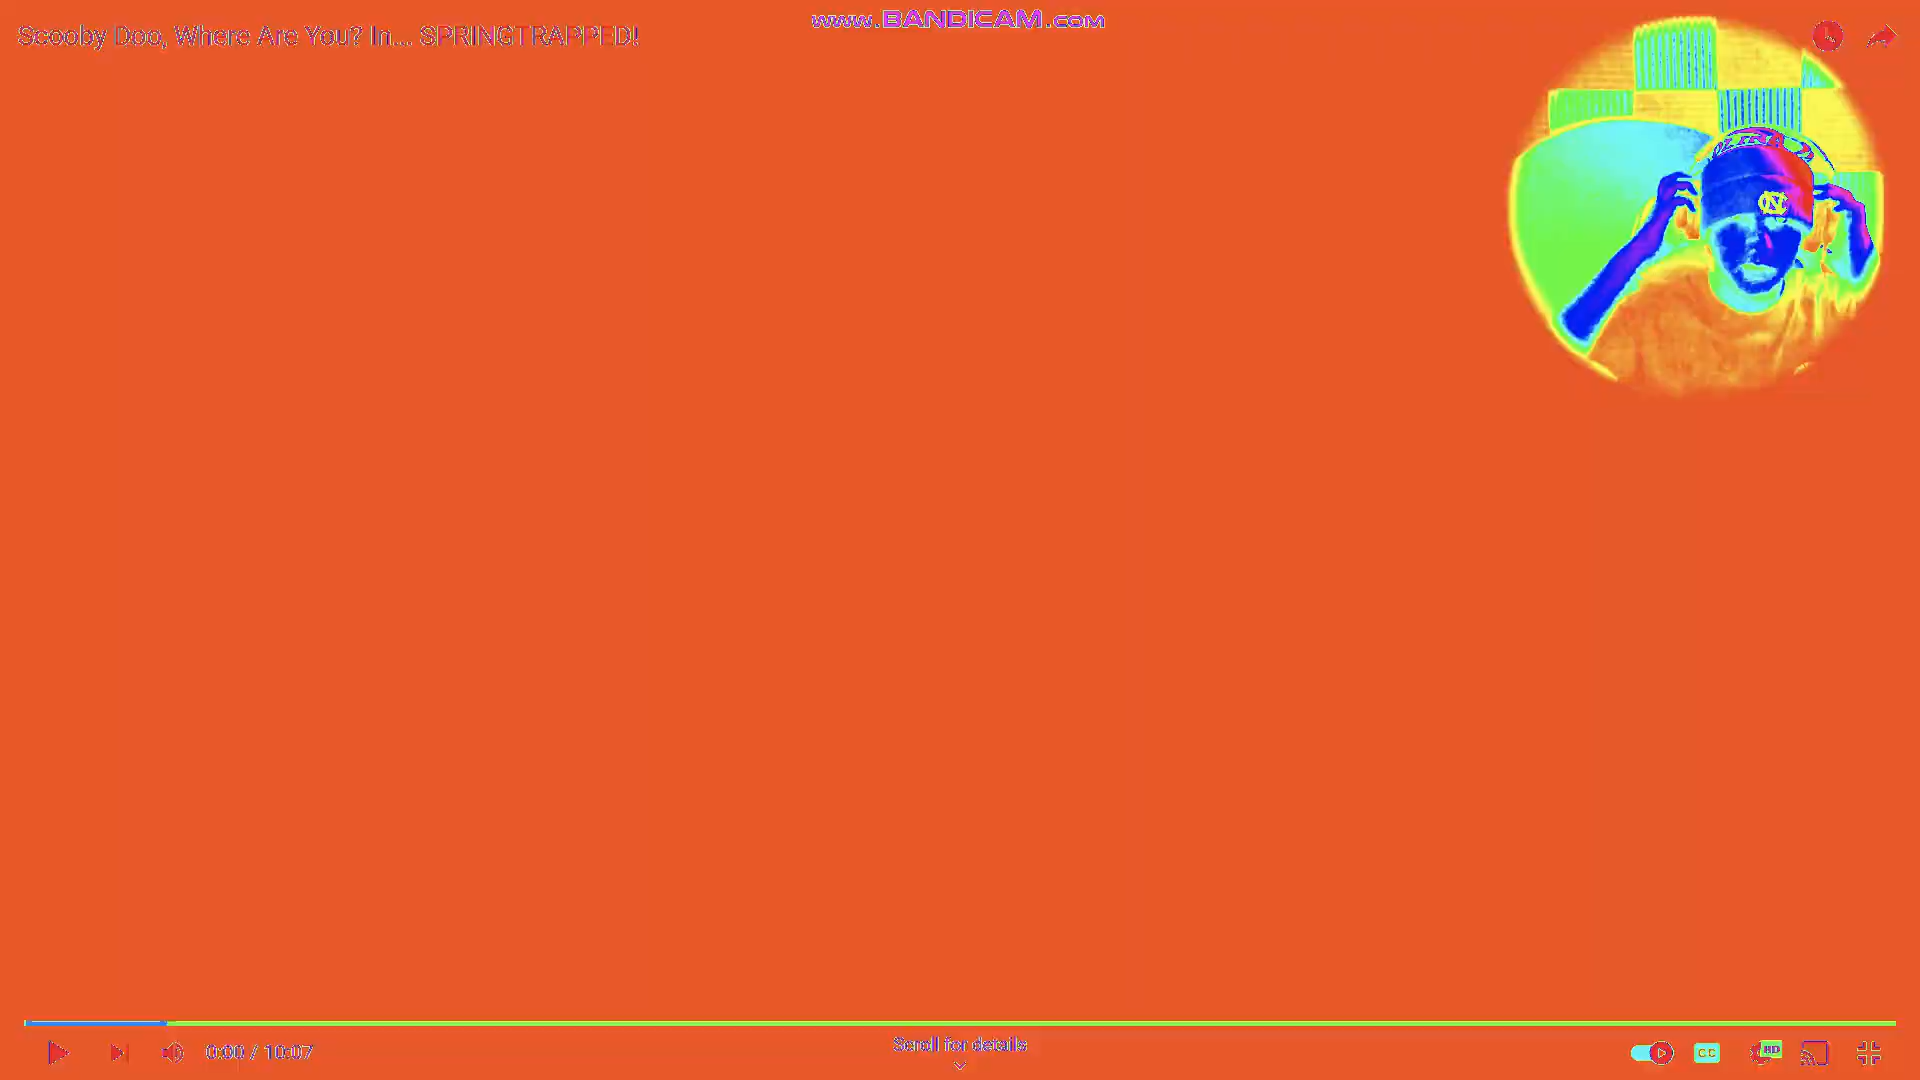 www.BANDICAM.com
Scooby Doo, Where Are You? In... SPRINGTRAPPED!
NC
Scroll for details
0:00 / 10:07
CC
HD